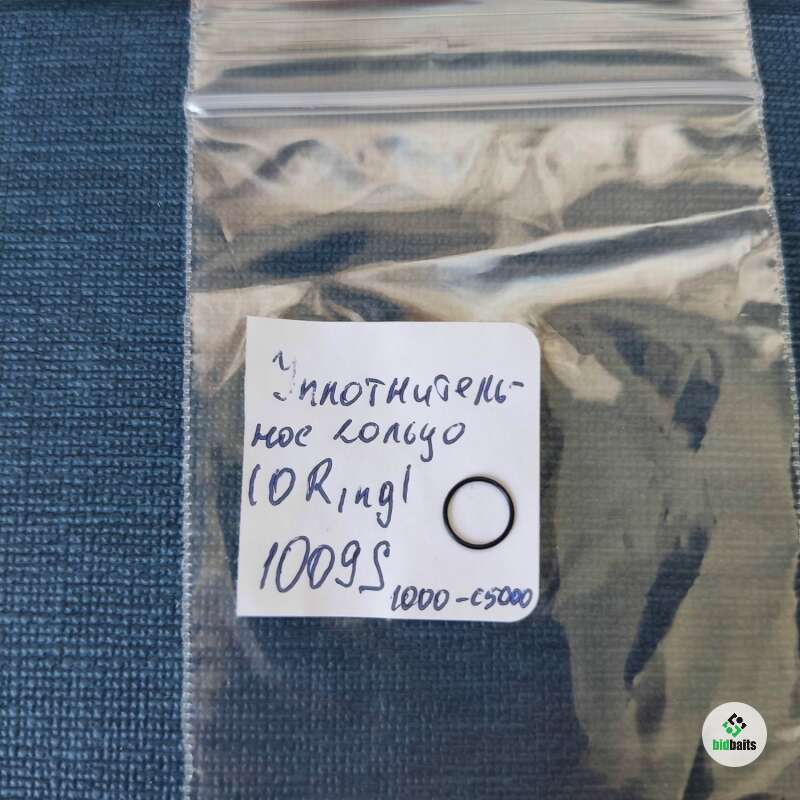 Уплотнитель-
ное кольцо
(ORing)
1009S
1000-C5000
bidbaits